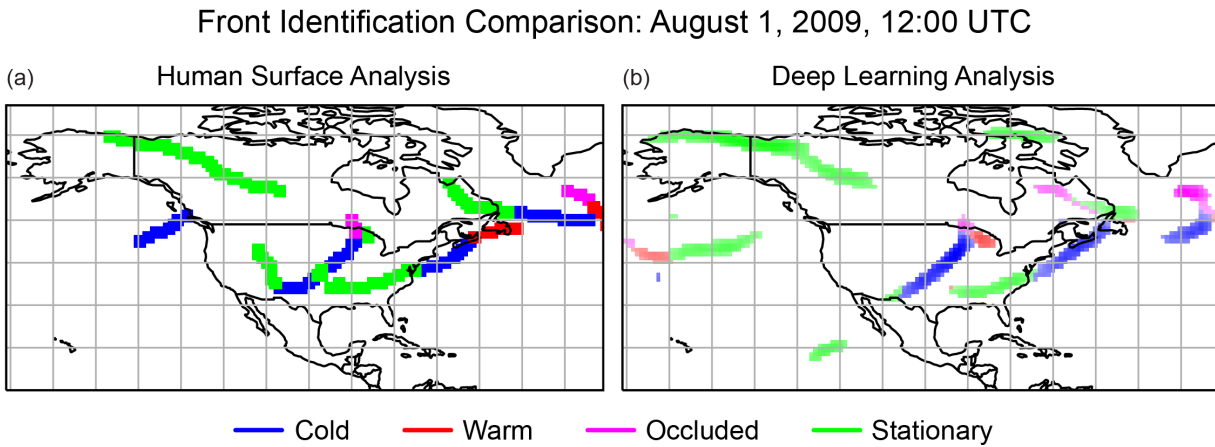 Front Identification Comparison: August 1, 2009, 12:00 UTC
(a) Human Surface Analysis
(b) Deep Learning Analysis
Cold Warm Occluded Stationary